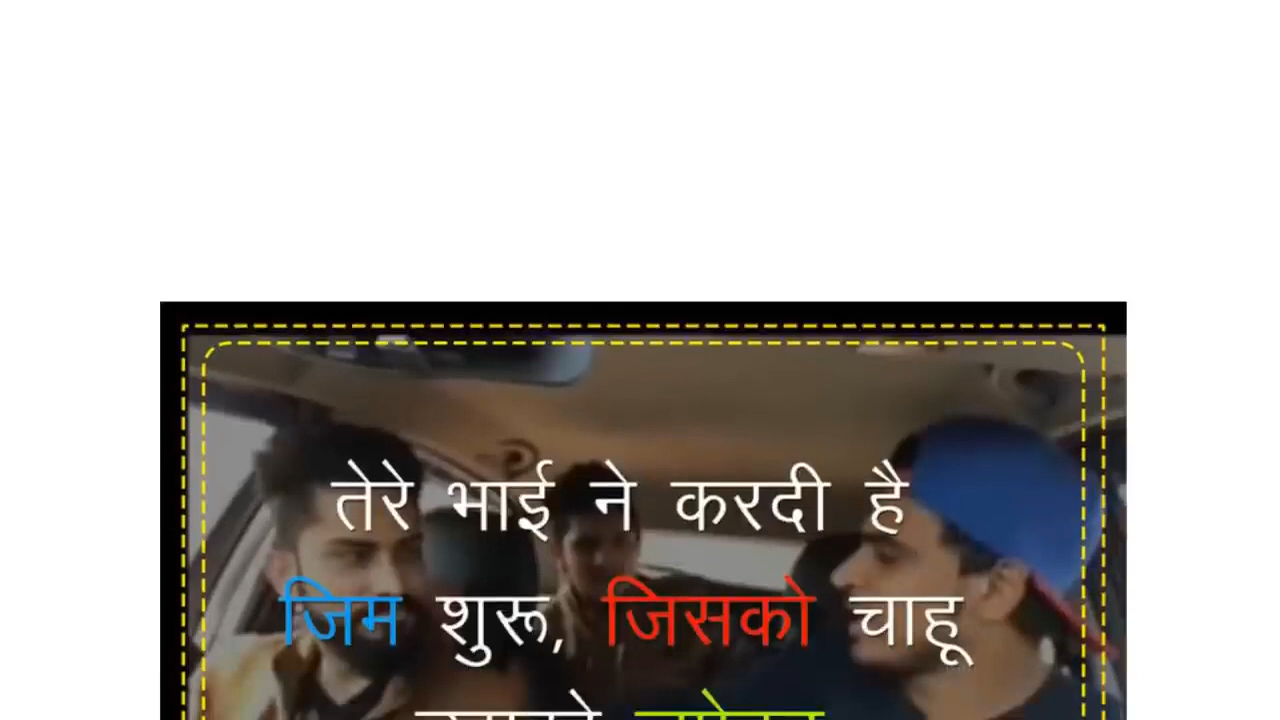 तेरे भाई ने करदी है
जिम शुरू, जिसको चाहू